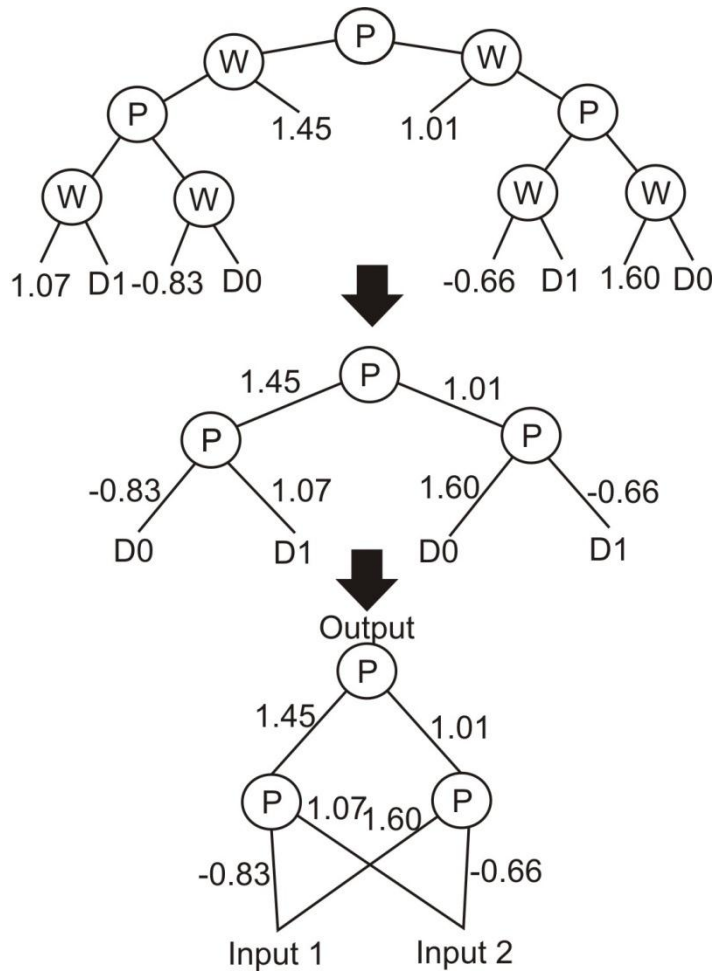 P
W W
P 1.45 1.01 P
W W W W
1.07 D1 -0.83 D0 -0.66 D1 1.60 D0
P
1.45 1.01
P P
-0.83 1.07 1.60 -0.66
D0 D1 D0 D1
Output
P
1.45 1.01
P 1.07 1.60 P
-0.83 -0.66
Input 1 Input 2